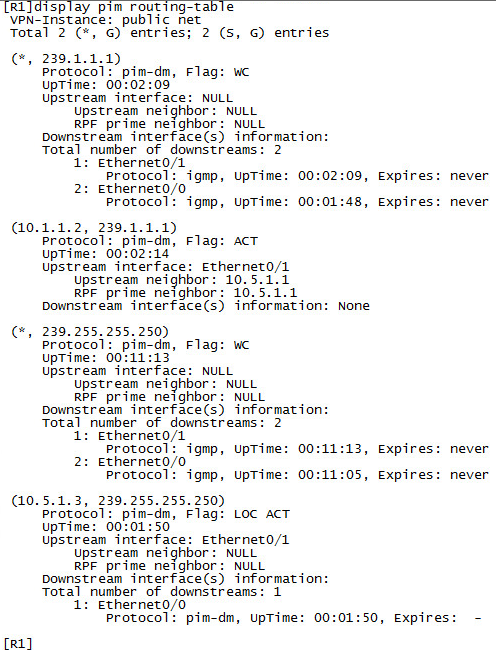 [R1]display pim routing-table
VPN-Instance: public net
Total 2 (*, G) entries; 2 (S, G) entries
(*, 239.1.1.1)
Protocol: pim-dm, Flag: WC
UpTime: 00:02:09
Upstream interface: NULL
Upstream neighbor: NULL
RPF prime neighbor: NULL
Downstream interface(s) information:
Total number of downstreams: 2
1: Ethernet0/1
Protocol: igmp, UpTime: 00:02:09, Expires: never
2: Ethernet0/0
Protocol: igmp, UpTime: 00:01:48, Expires: never
(10.1.1.2, 239.1.1.1)
Protocol: pim-dm, Flag: ACT
UpTime: 00:02:14
Upstream interface: Ethernet0/1
Upstream neighbor: 10.5.1.1
RPF prime neighbor: 10.5.1.1
Downstream interface(s) information: None
(*, 239.255.255.250)
Protocol: pim-dm, Flag: WC
UpTime: 00:11:13
Upstream interface: NULL
Upstream neighbor: NULL
RPF prime neighbor: NULL
Downstream interface(s) information:
Total number of downstreams: 2
1: Ethernet0/1
Protocol: igmp, UpTime: 00:11:13, Expires: never
2: Ethernet0/0
Protocol: igmp, UpTime: 00:11:05, Expires: never
(10.5.1.3, 239.255.255.250)
Protocol: pim-dm, Flag: LOC ACT
UpTime: 00:01:50
Upstream interface: Ethernet0/1
Upstream neighbor: NULL
RPF prime neighbor: NULL
Downstream interface(s) information:
Total number of downstreams: 1
1: Ethernet0/0
Protocol: pim-dm, UpTime: 00:01:50, Expires: -
[R1]